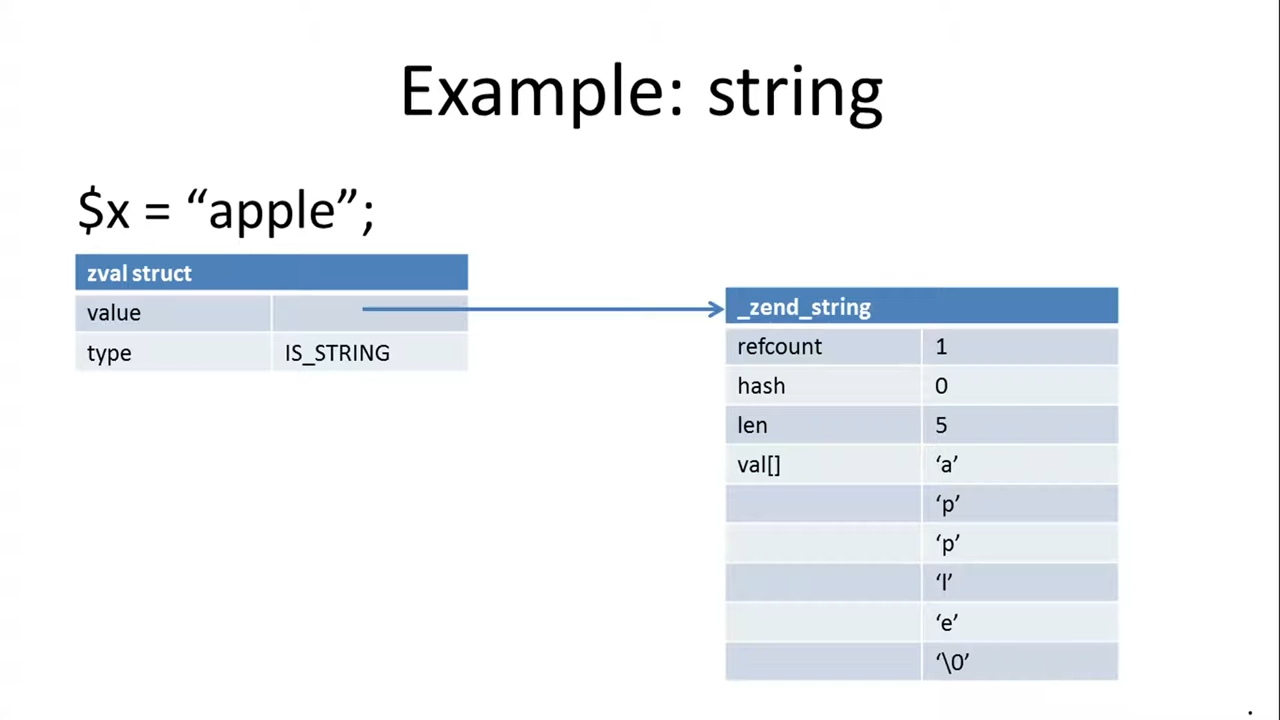 Example: string
$x = “apple”;
zval struct
value
type IS_STRING
_zend_string
refcount 1
hash 0
len 5
val[] ‘a’
‘p’
‘p’
‘l’
‘e’
‘\0’
.